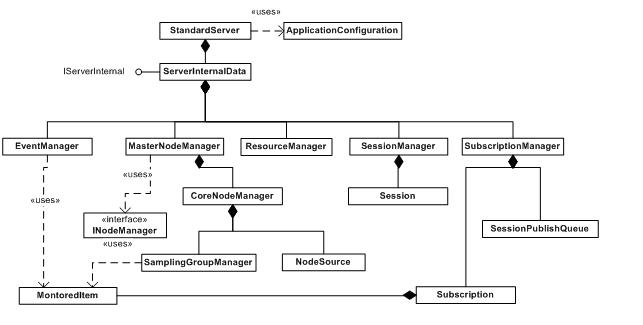 «uses»
StandardServer
ApplicationConfiguration
IServerInternal
ServerInternalData
EventManager
MasterNodeManager
ResourceManager
SessionManager
SubscriptionManager
«uses»
«uses»
CoreNodeManager
Session
«interface»
INodeManager
SessionPublishQueue
«uses»
SamplingGroupManager
NodeSource
MontoredItem
Subscription